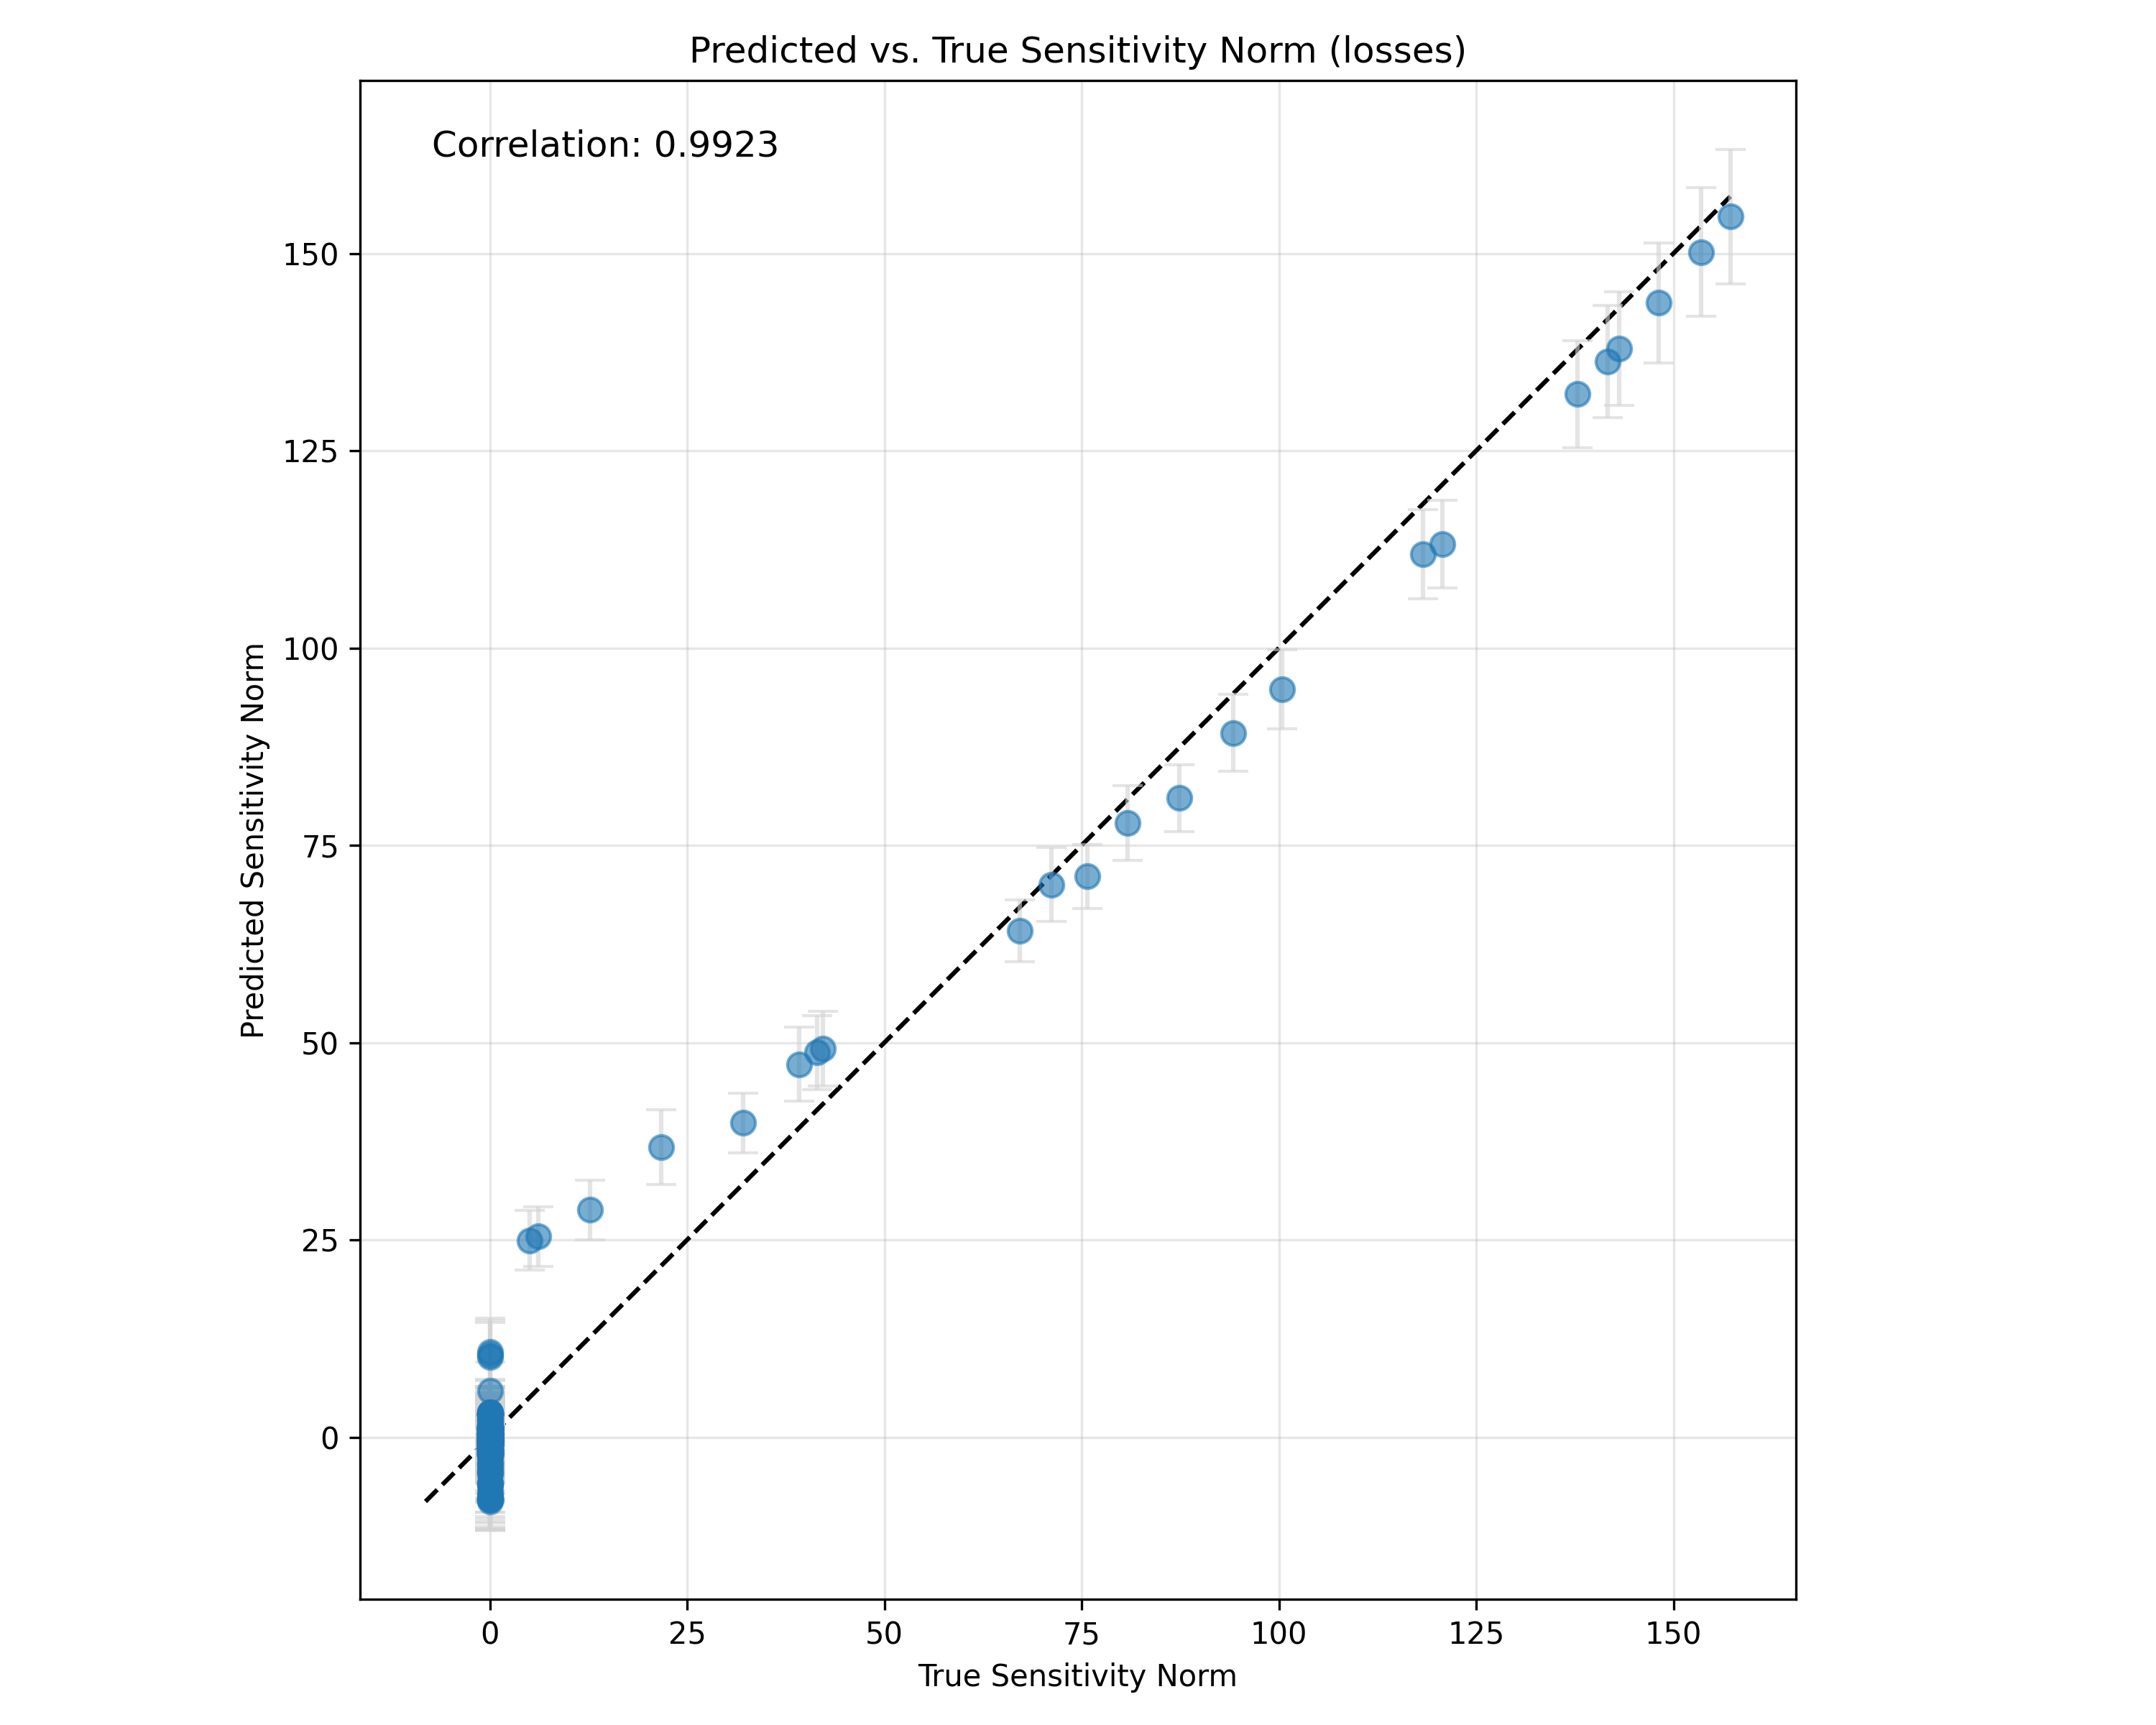 Predicted vs. True Sensitivity Norm (losses)
Correlation: 0.9923
Predicted Sensitivity Norm
150
125
100
75
50
25
0
0 25 50 75 100 125 150
True Sensitivity Norm